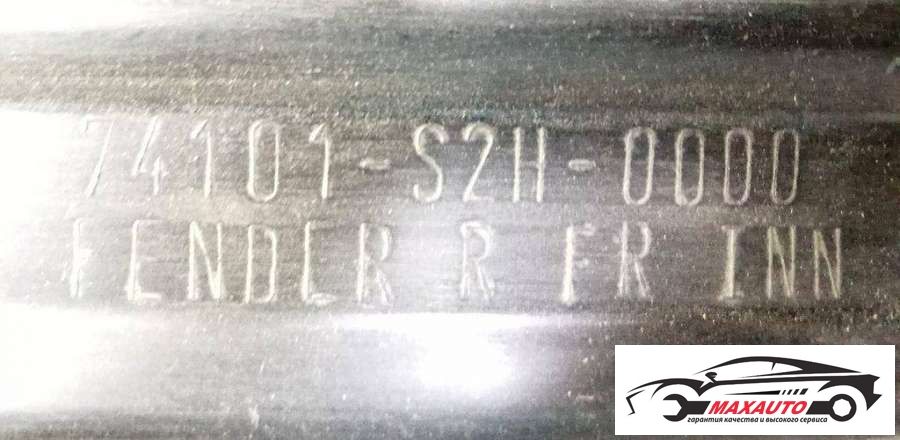 74101-S2H-0000
FENDER R FR INN
MAXAUTO
гарантия качества и высокого сервиса